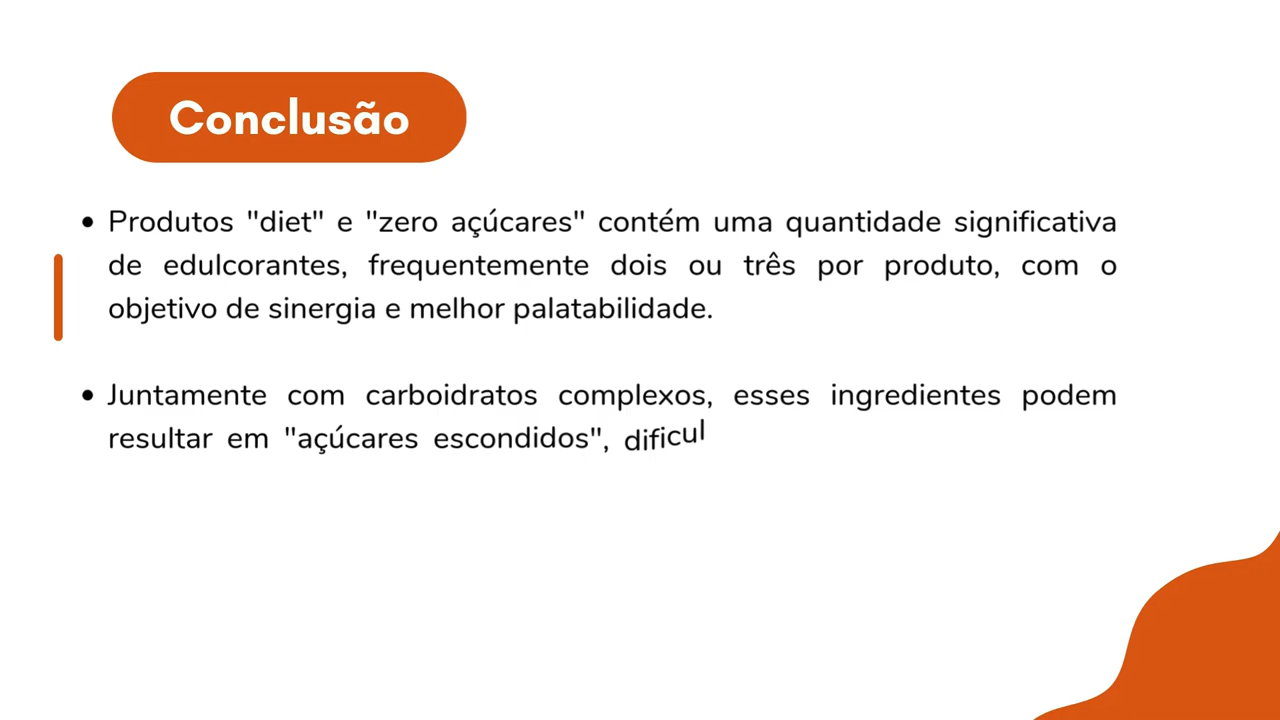 Conclusão
Produtos "diet" e "zero açúcares" contém uma quantidade significativa
de edulcorantes, frequentemente dois ou três por produto, com o
objetivo de sinergia e melhor palatabilidade.
Juntamente com carboidratos complexos, esses ingredientes podem
resultar em "açúcares escondidos", dificul